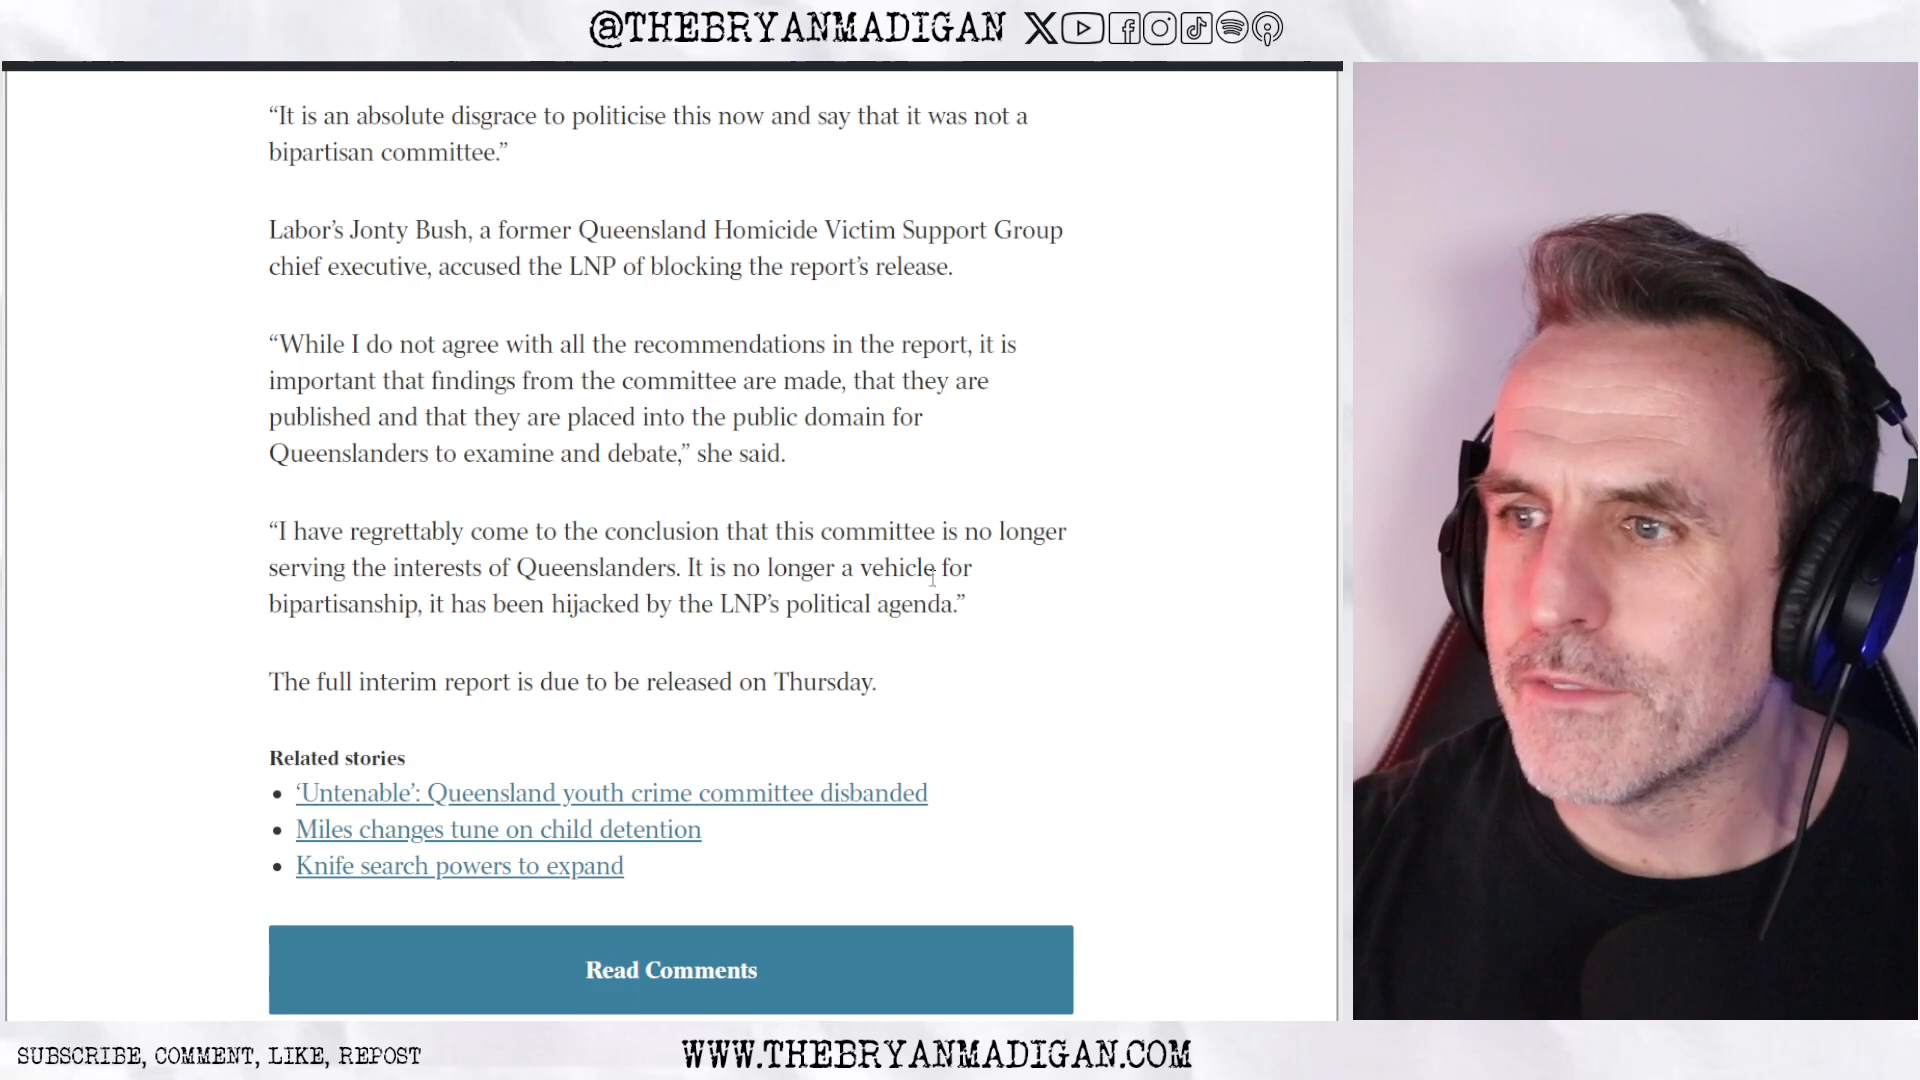 @THEBRYANMADIGAN
“It is an absolute disgrace to politicise this now and say that it was not a
bipartisan committee.”
Labor’s Jonty Bush, a former Queensland Homicide Victim Support Group
chief executive, accused the LNP of blocking the report’s release.
“While I do not agree with all the recommendations in the report, it is
important that findings from the committee are made, that they are
published and that they are placed into the public domain for
Queenslanders to examine and debate,” she said.
“I have regrettably come to the conclusion that this committee is no longer
serving the interests of Queenslanders. It is no longer a vehicle for
bipartisanship, it has been hijacked by the LNP’s political agenda.”
The full interim report is due to be released on Thursday.
Related stories
• ‘Untenable’: Queensland youth crime committee disbanded
• Miles changes tune on child detention
• Knife search powers to expand
Read Comments
SUBSCRIBE, COMMENT, LIKE, REPOST
WWW.THEBRYANMADIGAN.COM